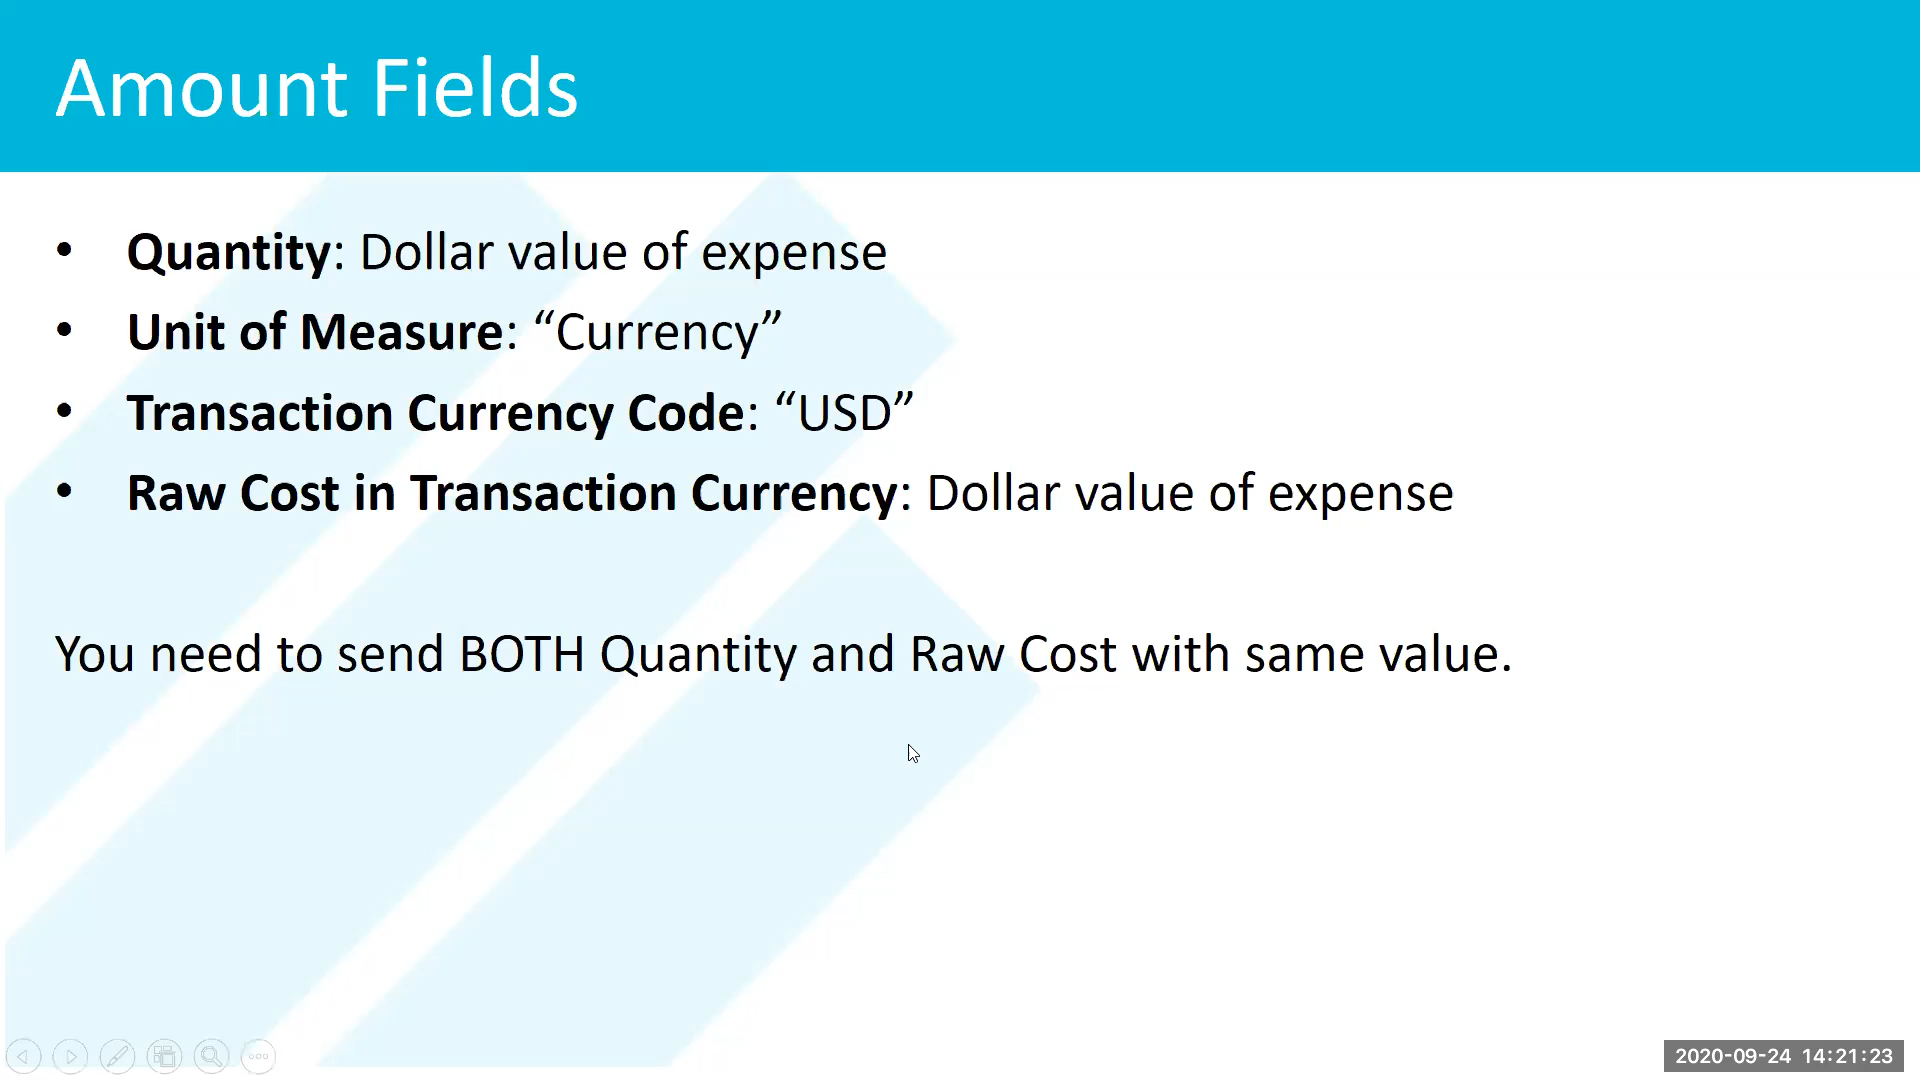 Amount Fields
• Quantity: Dollar value of expense
• Unit of Measure: “Currency”
• Transaction Currency Code: “USD”
• Raw Cost in Transaction Currency: Dollar value of expense
You need to send BOTH Quantity and Raw Cost with same value.
2020-09-24 14:21:23